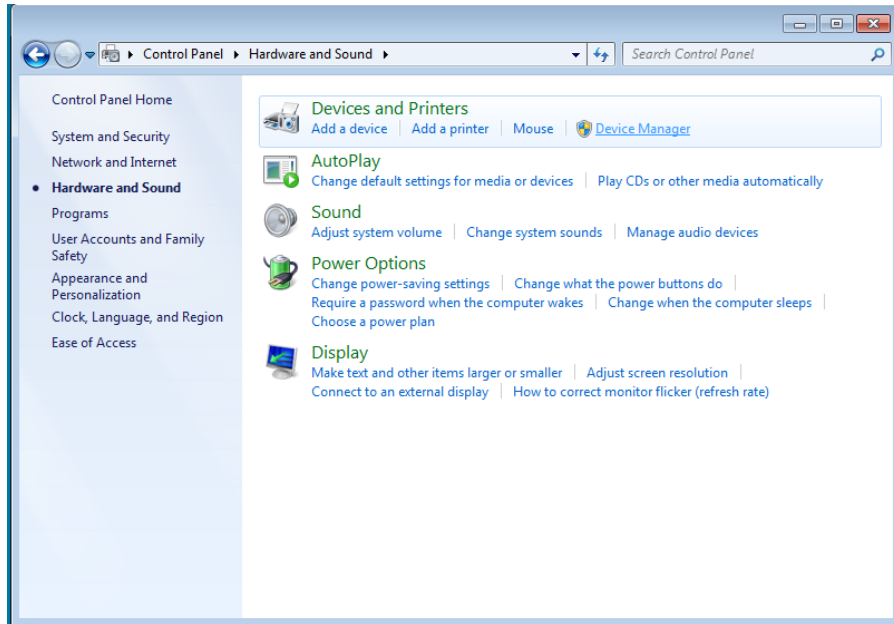 Control Panel Hardware and Sound Search Control Panel
Control Panel Home
System and Security
Network and Internet
Hardware and Sound
Programs
User Accounts and Family
Safety
Appearance and
Personalization
Clock, Language, and Region
Ease of Access
Devices and Printers
Add a device Add a printer Mouse Device Manager
AutoPlay
Change default settings for media or devices Play CDs or other media automatically
Sound
Adjust system volume Change system sounds Manage audio devices
Power Options
Change power-saving settings Change what the power buttons do
Require a password when the computer wakes Change when the computer sleeps
Choose a power plan
Display
Make text and other items larger or smaller Adjust screen resolution
Connect to an external display How to correct monitor flicker (refresh rate)